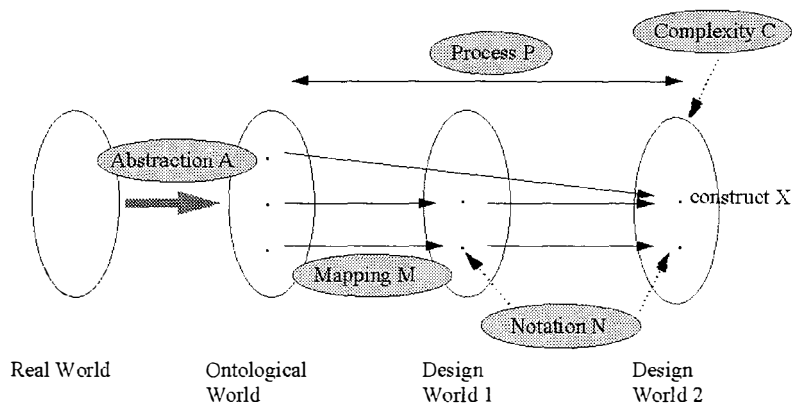 Complexity C
Process P
Abstraction A
construct X
Mapping M
Notation N
Real World
Ontological
World
Design
World 1
Design
World 2